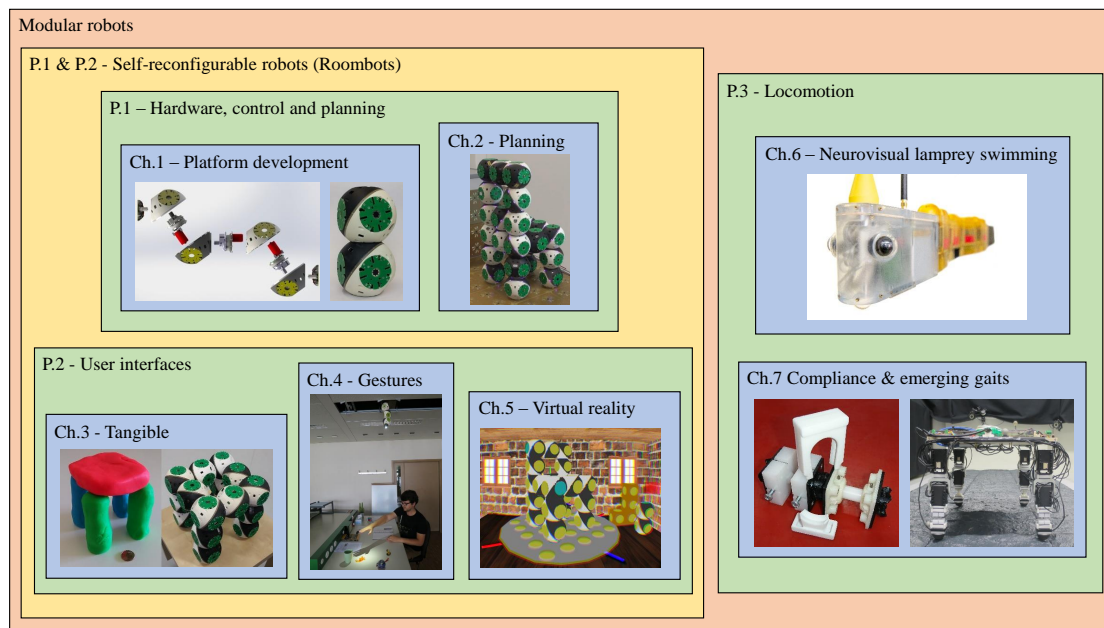 Modular robots
P.1 & P.2 - Self-reconfigurable robots (Roombots)
P.1 – Hardware, control and planning
Ch.1 – Platform development
Ch.2 - Planning
P.2 - User interfaces
Ch.3 - Tangible
Ch.4 - Gestures
Ch.5 – Virtual reality
P.3 - Locomotion
Ch.6 – Neurovisual lamprey swimming
Ch.7 Compliance & emerging gaits